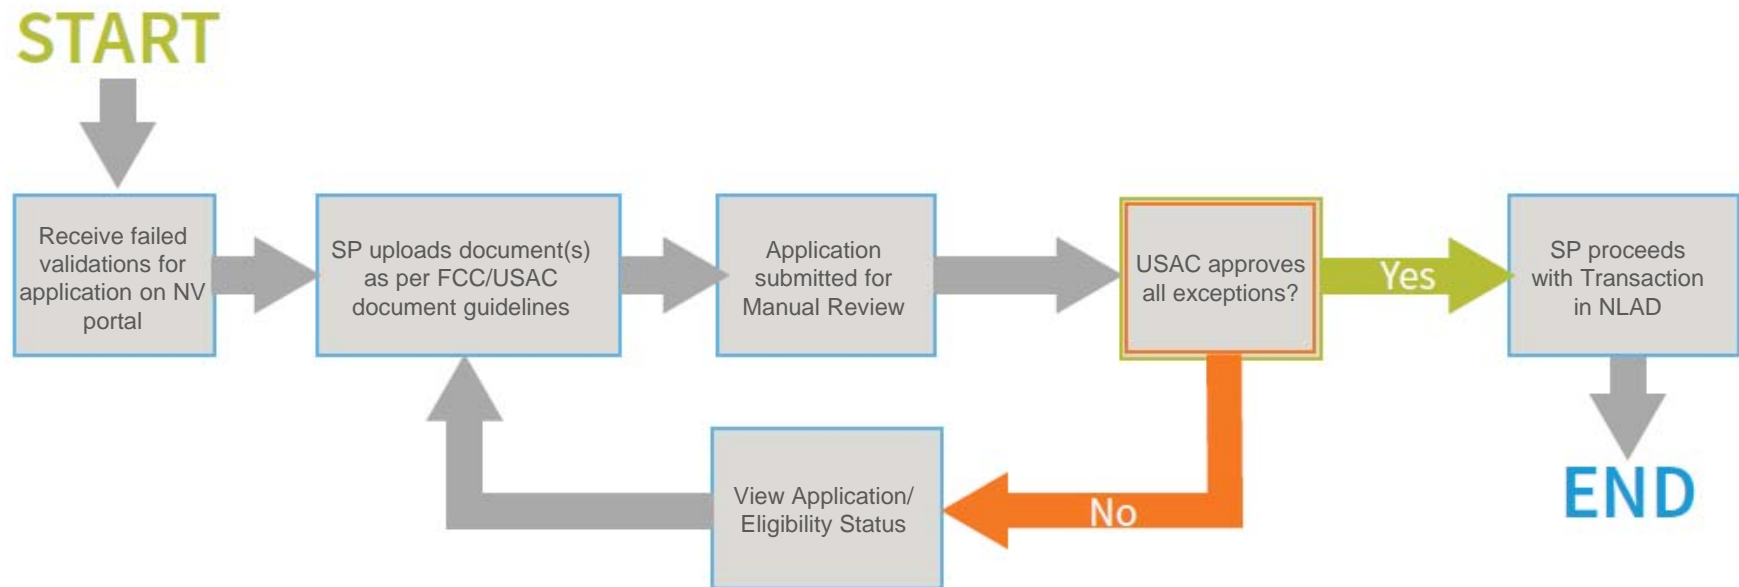 START
Receive failed
validations for
application on NV
portal
SP uploads document(s)
as per FCC/USAC
document guidelines
Application
submitted for
Manual Review
USAC approves
all exceptions?
Yes
SP proceeds
with Transaction
in NLAD
View Application/
Eligibility Status
No
END